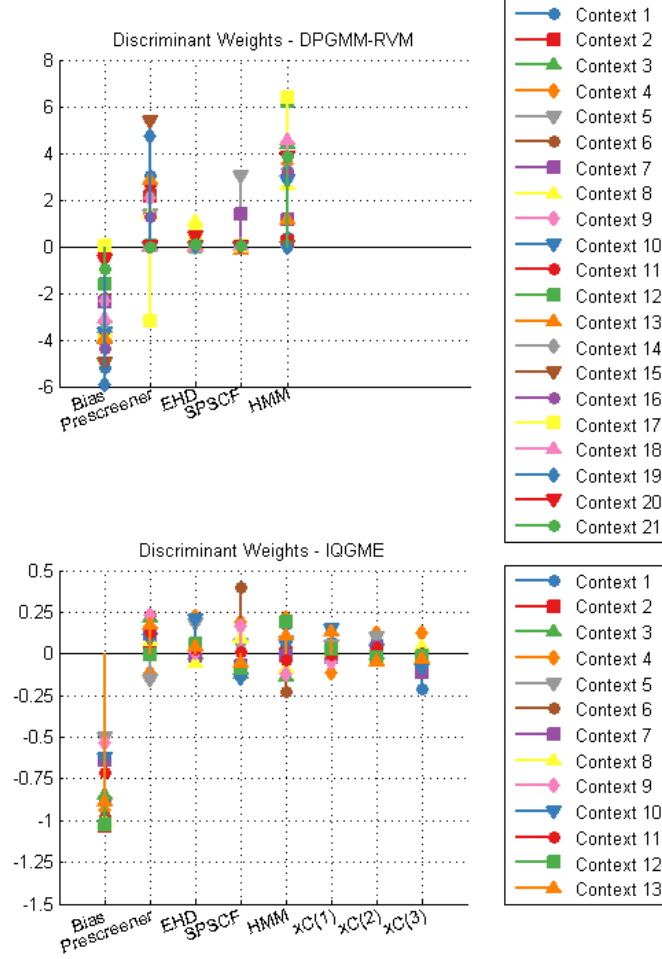 Discriminant Weights - DPGMM-RVM
8
6
4
2
0
-2
-4
-6
Bias
Prescreener
EHD
SPSCF
HMM
Context 1
Context 2
Context 3
Context 4
Context 5
Context 6
Context 7
Context 8
Context 9
Context 10
Context 11
Context 12
Context 13
Context 14
Context 15
Context 16
Context 17
Context 18
Context 19
Context 20
Context 21
Discriminant Weights - IQGME
0.5
0.25
0
-0.25
-0.5
-0.75
-1
-1.25
-1.5
Bias
Prescreener
EHD
SPSCF
HMM
xC(1)
xC(2)
xC(3)
Context 1
Context 2
Context 3
Context 4
Context 5
Context 6
Context 7
Context 8
Context 9
Context 10
Context 11
Context 12
Context 13